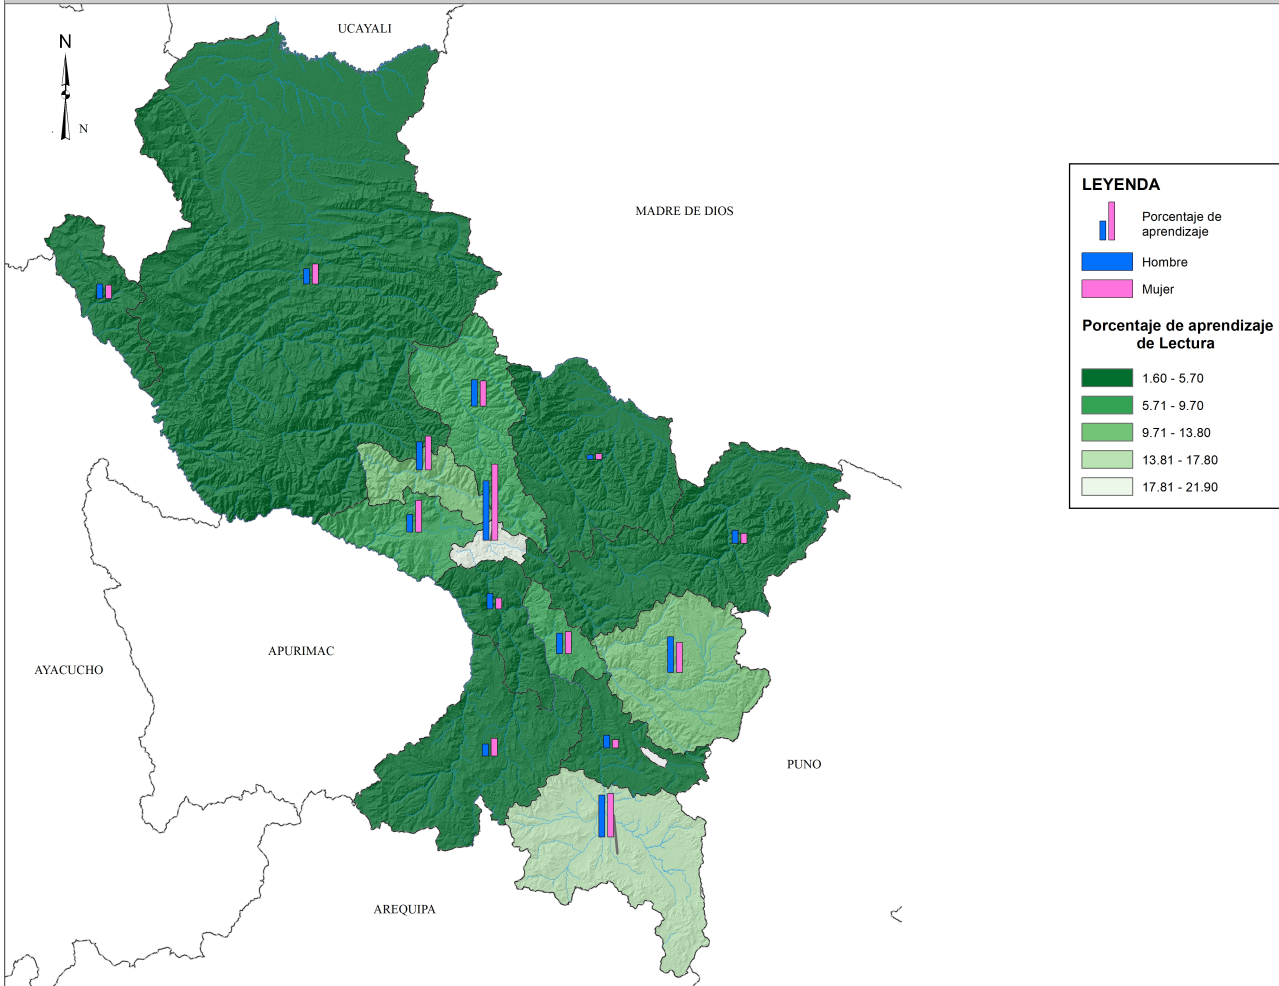 UCAYALI
N
N
MADRE DE DIOS
APURIMAC
AYACUCHO
PUNO
AREQUIPA
LEYENDA
Porcentaje de
aprendizaje
Hombre
Mujer
Porcentaje de aprendizaje
de Lectura
1.60 - 5.70
5.71 - 9.70
9.71 - 13.80
13.81 - 17.80
17.81 - 21.90